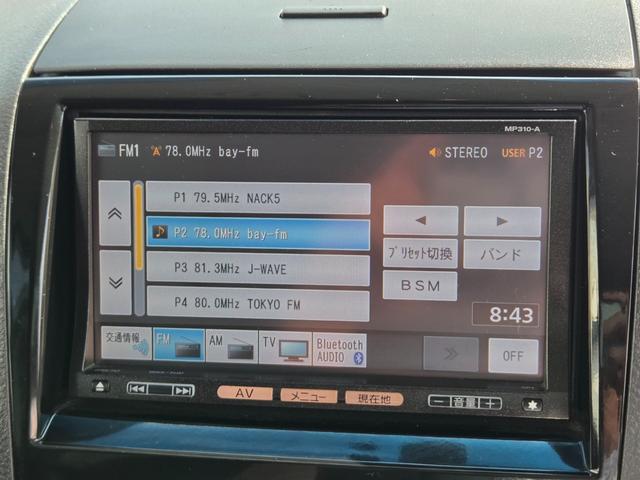 MP310-A
FM1 78.0MHz bay-fm STEREO USER P2
P1 79.5MHz NACK5
P2 78.0MHz bay-fm
P3 81.3MHz J-WAVE
P4 80.0MHz TOKYO FM
プリセット切換 バンド
BSM
8:43
交通情報 FM AM TV Bluetooth AUDIO OFF
AV メニュー 現在地 音量